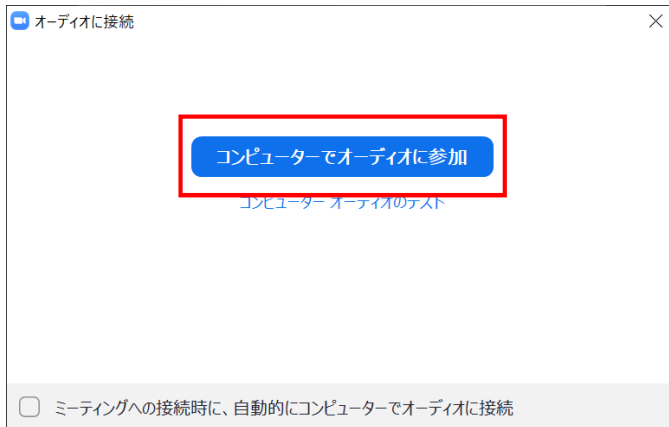 オーディオに接続
コンピューターでオーディオに参加
コンピューター オーディオのテスト
ミーティングへの接続時に、自動的にコンピューターでオーディオに接続